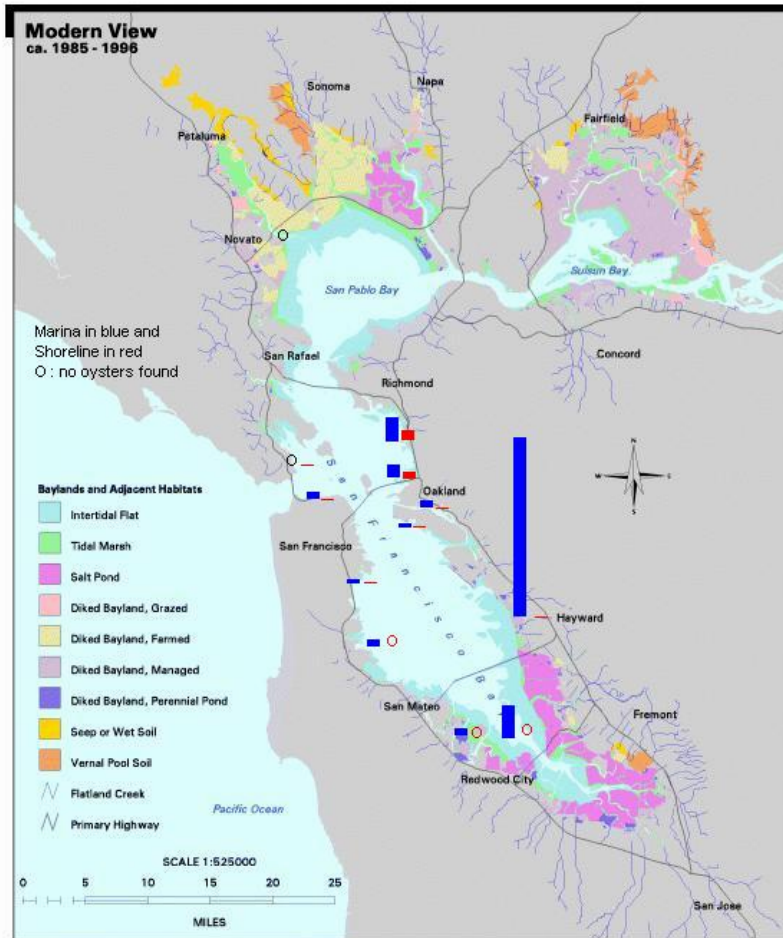 Modern View
ca. 1985 - 1996
Sonoma
Napa
Petaluma
Fairfield
Novato
San Pablo Bay
Suisun Bay
Marina in blue and
Shoreline in red
O : no oysters found
San Rafael
Concord
Richmond
N
W
E
S
Oakland
San Francisco
San Francisco Bay
Hayward
San Mateo
Fremont
Redwood City
Pacific Ocean
San Jose
Baylands and Adjacent Habitats
Intertidal Flat
Tidal Marsh
Salt Pond
Diked Bayland, Grazed
Diked Bayland, Farmed
Diked Bayland, Managed
Diked Bayland, Perennial Pond
Seep or Wet Soil
Vernal Pool Soil
Flatland Creek
Primary Highway
SCALE 1:525000
0 5 10 15 20 25
MILES